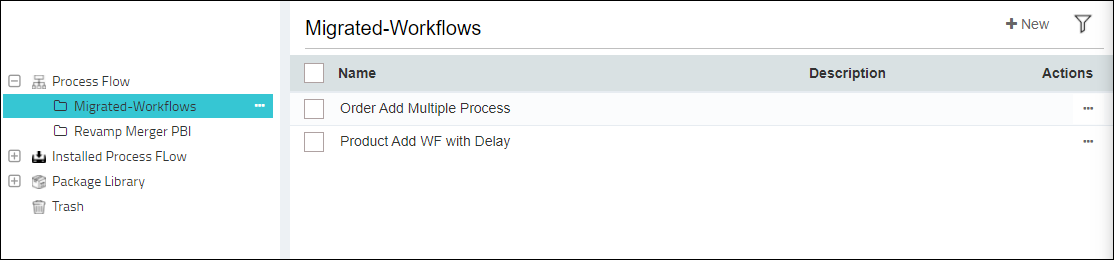 Process Flow
Migrated-Workflows
Revamp Merger PBI
Installed Process FLow
Package Library
Trash
Migrated-Workflows
+ New
Name Description Actions
Order Add Multiple Process
Product Add WF with Delay